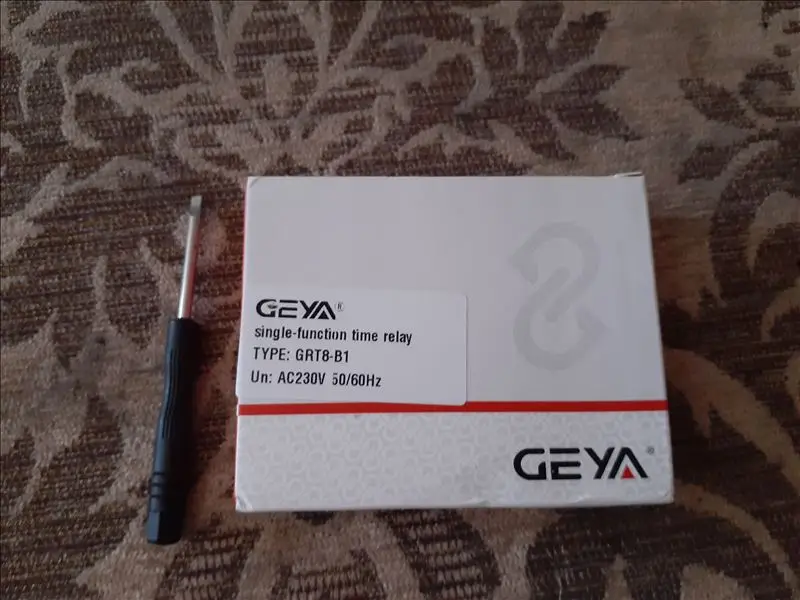 GEYA®
single-function time relay
TYPE: GRT8-B1
Un: AC230V 50/60Hz
GEYA®